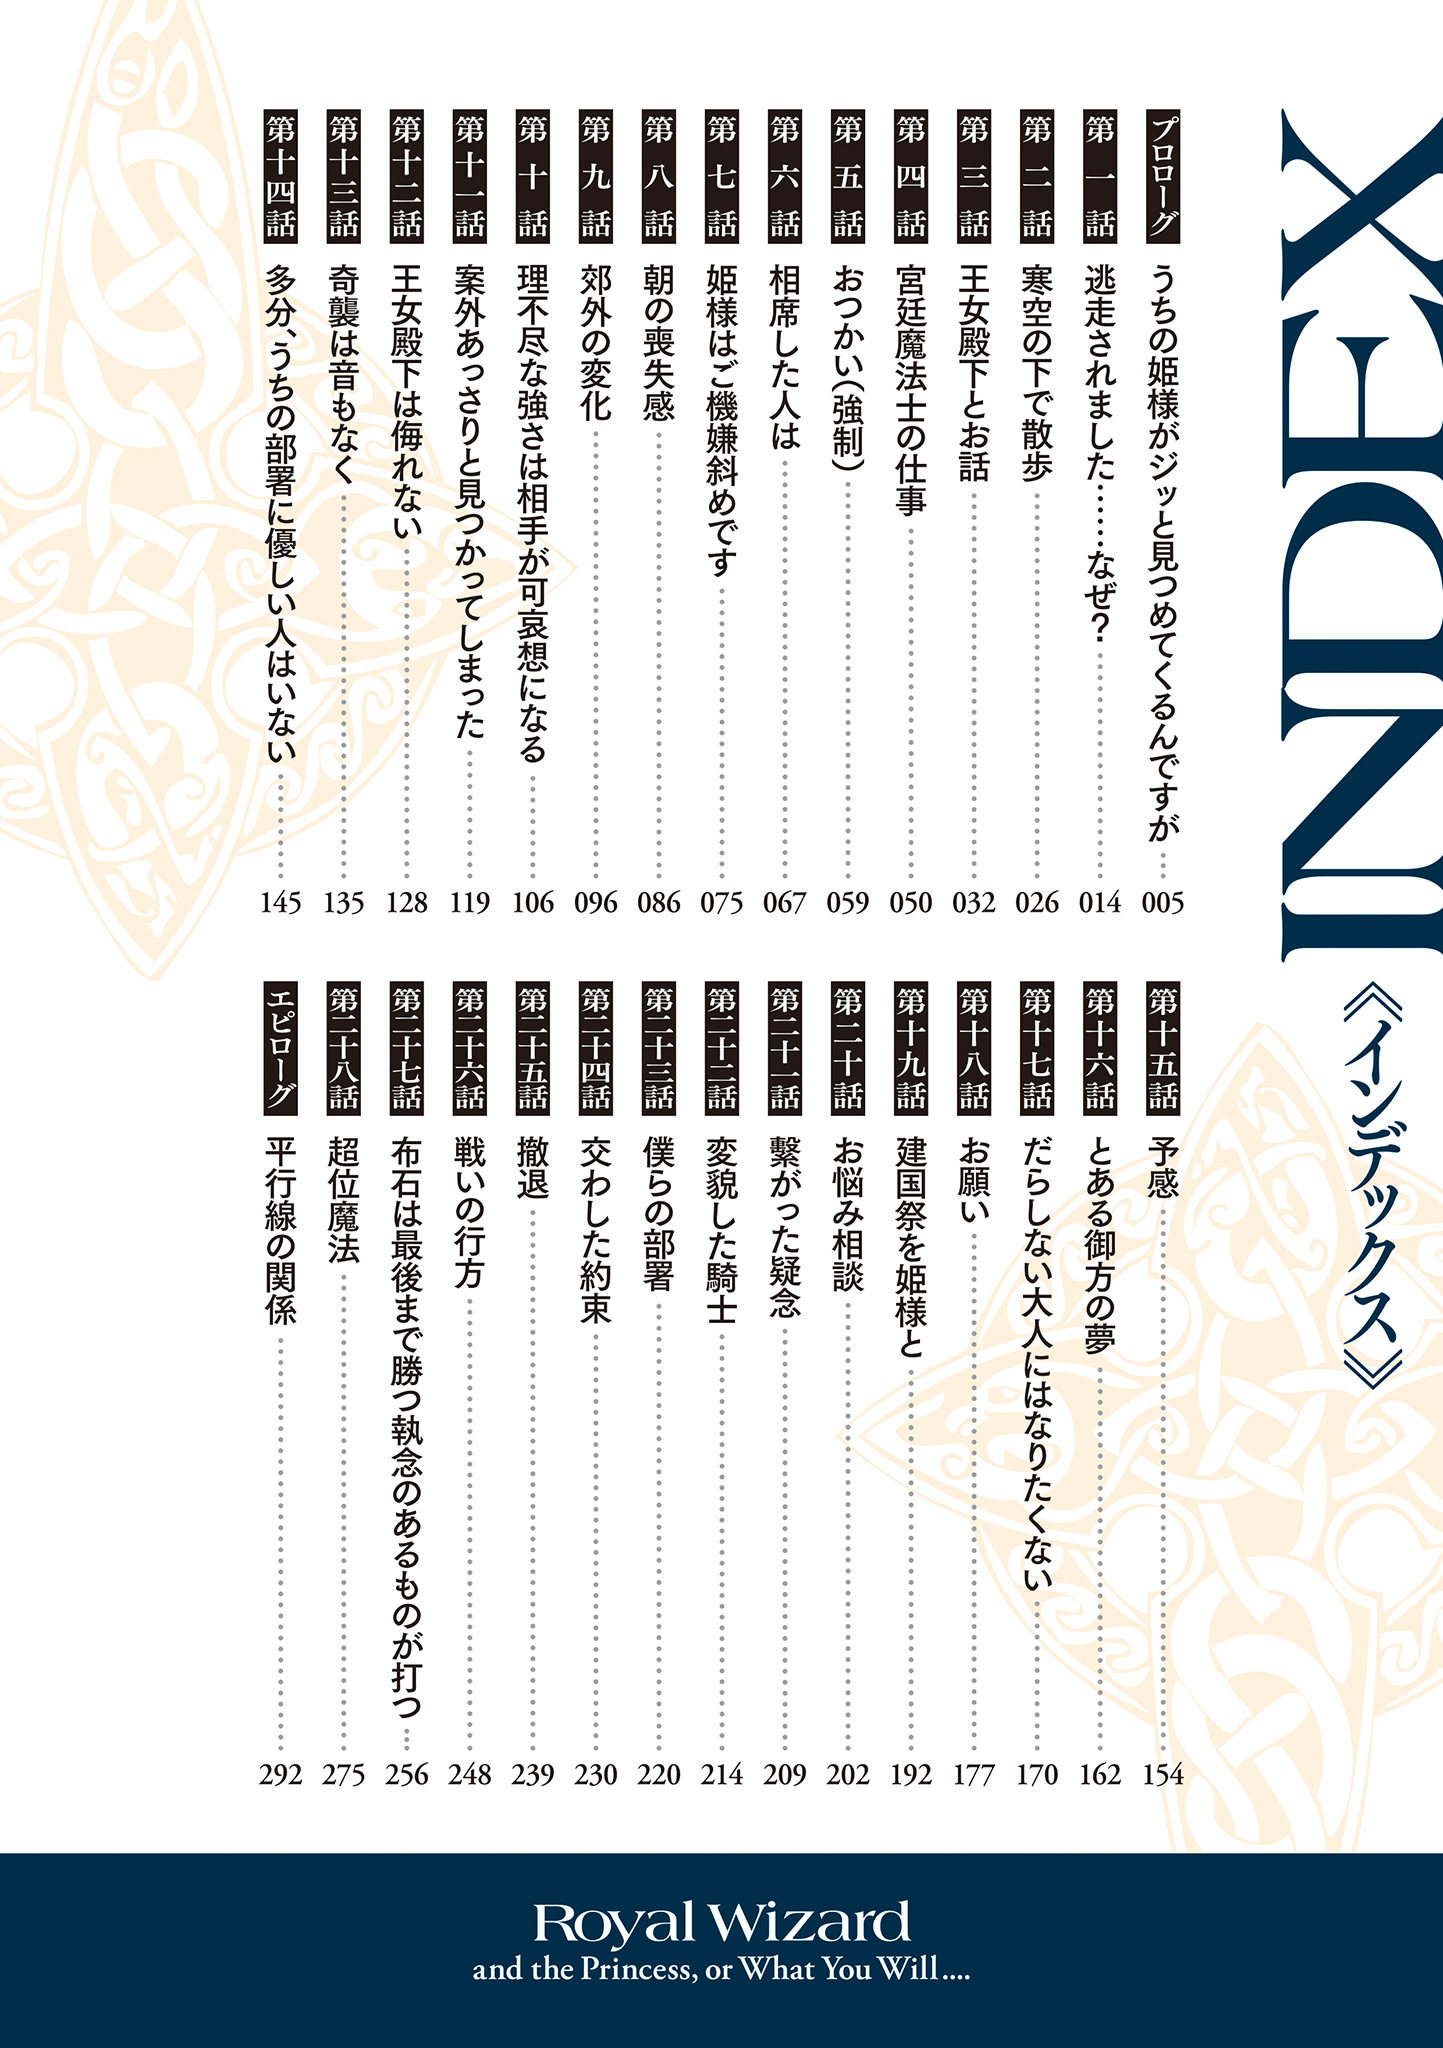 INDEX
《インデックス》
プロローグ うちの姫様がジッと見つめてくるんですが 005
第一話 逃走されました……なぜ？ 014
第二話 寒空の下で散歩 026
第三話 王女殿下とお話 032
第四話 宮廷魔法士の仕事 050
第五話 おつかい（強制） 059
第六話 相席した人は 067
第七話 姫様はご機嫌斜めです 075
第八話 朝の喪失感 086
第九話 郊外の変化 096
第十話 理不尽な強さは相手が可哀想になる 106
第十一話 案外あっさりと見つかってしまった 119
第十二話 王女殿下は侮れない 128
第十三話 奇襲は音もなく 135
第十四話 多分、うちの部署に優しい人はいない 145
第十五話 予感 154
第十六話 とある御方の夢 162
第十七話 だらしない大人にはなりたくない 170
第十八話 お願い 177
第十九話 建国祭を姫様と 192
第二十話 お悩み相談 202
第二十一話 繋がった疑念 209
第二十二話 変貌した騎士 214
第二十三話 僕らの部署 220
第二十四話 交わした約束 230
第二十五話 撤退 239
第二十六話 戦いの行方 248
第二十七話 布石は最後まで勝つ執念のあるものが打つ 256
第二十八話 超位魔法 275
エピローグ 平行線の関係 292
Royal Wizard
and the Princess, or What You Will....